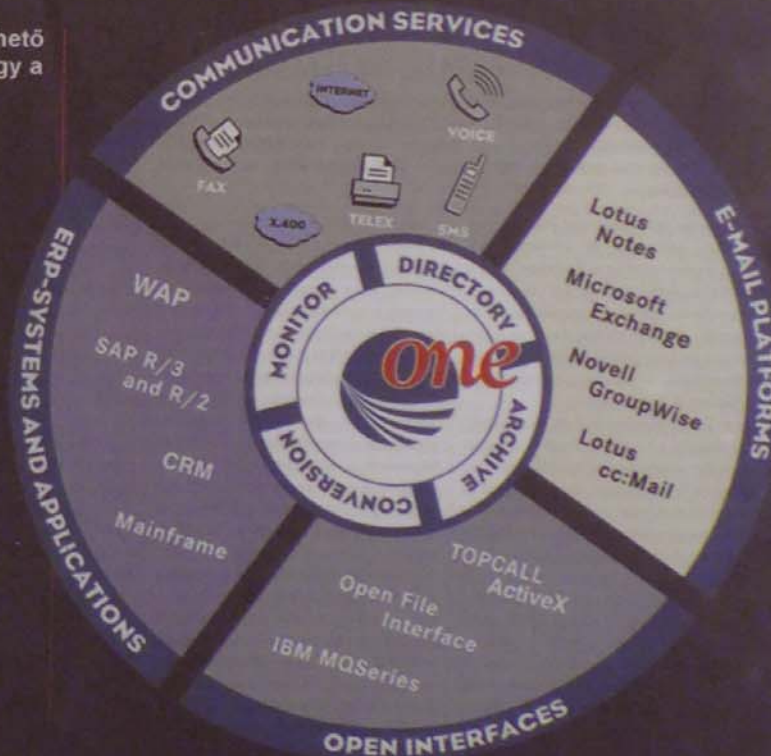 hető
gy a
COMMUNICATION SERVICES
INTERNET
VOICE
FAX
TELEX
SMS
X.400
E-MAIL PLATFORMS
Lotus
Notes
Microsoft
Exchange
Novell
GroupWise
Lotus
cc:Mail
ERP-SYSTEMS AND APPLICATIONS
WAP
SAP R/3
and R/2
CRM
Mainframe
MONITOR
DIRECTORY
ARCHIVE
CONVERSION
one
TOPCALL
ActiveX
Open File
Interface
IBM MQSeries
OPEN INTERFACES